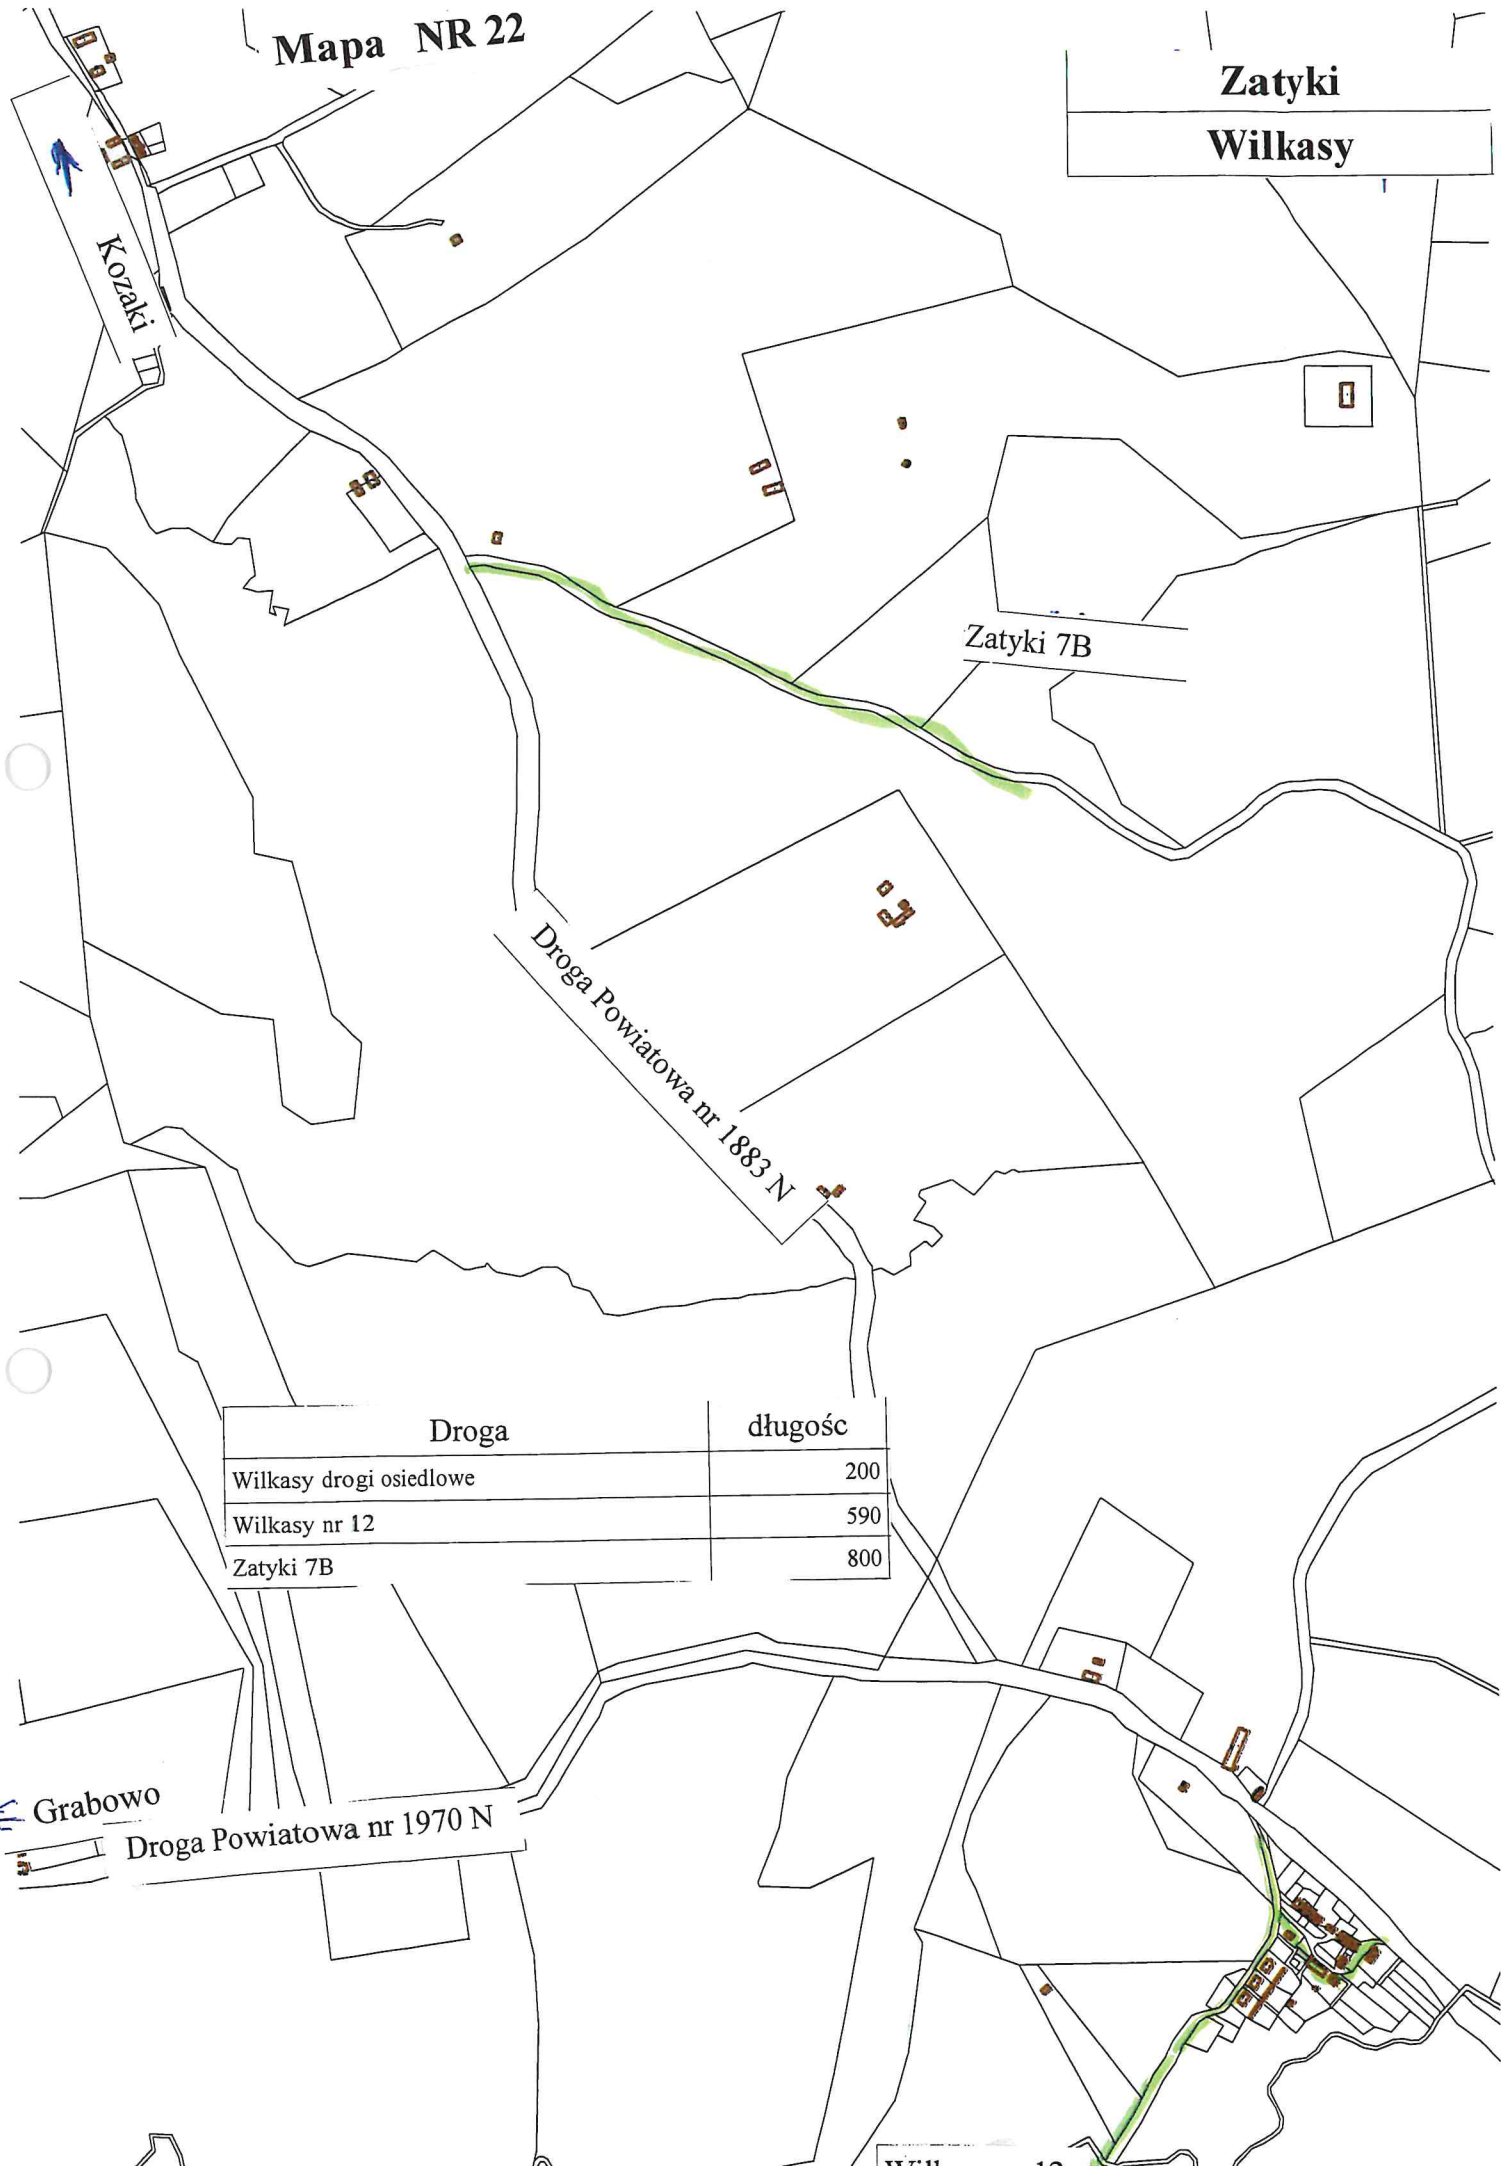 Mapa NR 22
Zatyki
Wilkasy
Kozaki
Zatyki 7B
Droga Powiatowa nr 1883 N
Droga długośc
Wilkasy drogi osiedlowe 200
Wilkasy nr 12 590
Zatyki 7B 800
Grabowo
Droga Powiatowa nr 1970 N